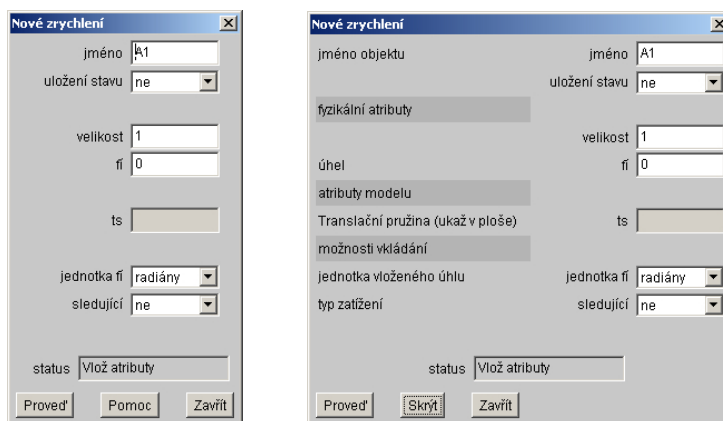 Nové zrychlení
jméno A1
uložení stavu ne
velikost 1
fí 0
ts
jednotka fí radiány
sledující ne
status Vlož atributy
Proveď Pomoc Zavřít
Nové zrychlení
jméno objektu jméno A1
uložení stavu ne
fyzikální atributy
velikost 1
úhel fí 0
atributy modelu
Translační pružina (ukaž v ploše) ts
možnosti vkládání
jednotka vloženého úhlu jednotka fí radiány
typ zatížení sledující ne
status Vlož atributy
Proveď Skrýt Zavřít